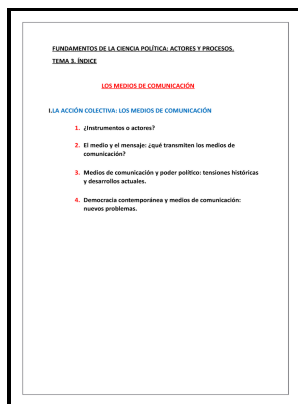 FUNDAMENTOS DE LA CIENCIA POLÍTICA: ACTORES Y PROCESOS.
TEMA 3. ÍNDICE
LOS MEDIOS DE COMUNICACIÓN
I.LA ACCIÓN COLECTIVA: LOS MEDIOS DE COMUNICACIÓN
1. ¿Instrumentos o actores?
2. El medio y el mensaje: ¿qué transmiten los medios de
comunicación?
3. Medios de comunicación y poder político: tensiones históricas
y desarrollos actuales.
4. Democracia contemporánea y medios de comunicación:
nuevos problemas.